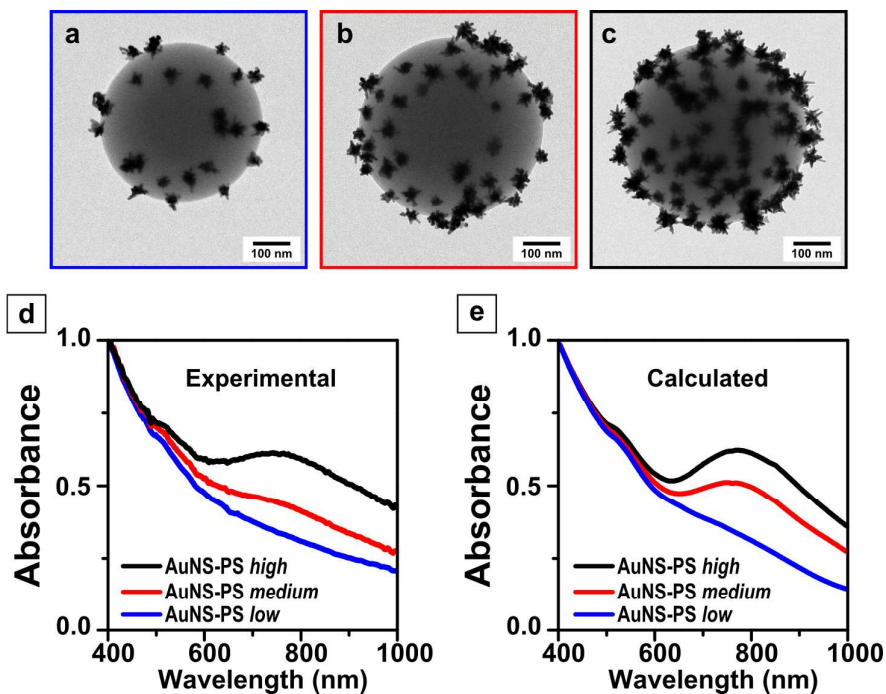 a
b
c
100 nm
100 nm
100 nm
d
1.0
Experimental
Absorbance
0.5
AuNS-PS high
AuNS-PS medium
AuNS-PS low
0.0
400
600
800
1000
Wavelength (nm)
e
1.0
Calculated
Absorbance
0.5
AuNS-PS high
AuNS-PS medium
AuNS-PS low
0.0
400
600
800
1000
Wavelength (nm)